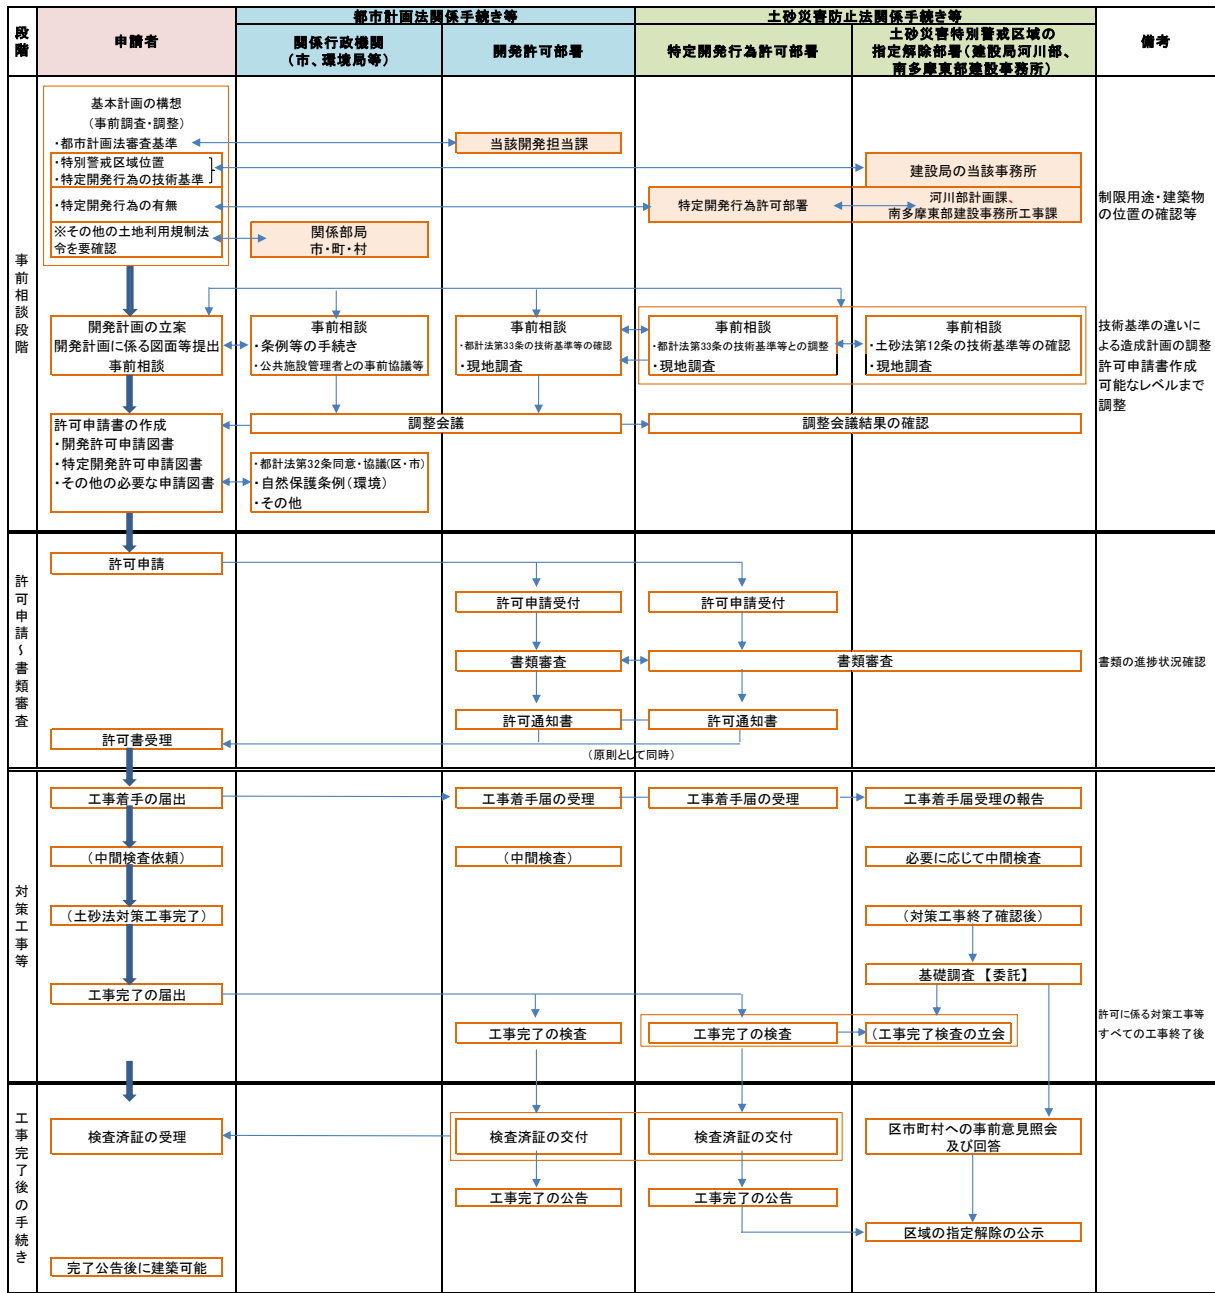 段階
申請者
都市計画法関係手続き等
関係行政機関
（市、環境局等）
開発許可部署
土砂災害防止法関係手続き等
特定開発行為許可部署
土砂災害特別警戒区域の
指定解除部署（建設局河川部、
南多摩東部建設事務所）
備考
事前相談段階
基本計画の構想
（事前調査・調整）
・都市計画法審査基準
・特別警戒区域位置
・特定開発行為の技術基準
・特定開発行為の有無
※その他の土地利用規制法
令を要確認
当該開発担当課
建設局の当該事務所
特定開発行為許可部署
河川部計画課、
南多摩東部建設事務所工事課
関係部局
市・町・村
制限用途・建築物
の位置の確認等
開発計画の立案
開発計画に係る図面等提出
事前相談
事前相談
・条例等の手続き
・公共施設管理者との事前協議等
事前相談
・都計法第33条の技術基準等の確認
・現地調査
事前相談
・都計法第33条の技術基準等との調整
・現地調査
事前相談
・土砂法第12条の技術基準等の確認
・現地調査
技術基準の違いに
よる造成計画の調整
許可申請書作成
可能なレベルまで
調整
許可申請書の作成
・開発許可申請図書
・特定開発許可申請図書
・その他の必要な申請図書
調整会議
調整会議結果の確認
・都計法第32条同意・協議(区・市)
・自然保護条例（環境）
・その他
許可申請～書類審査
許可申請
許可申請受付
許可申請受付
書類審査
書類審査
書類の進捗状況確認
許可通知書
許可通知書
許可書受理
（原則として同時）
対策工事等
工事着手の届出
工事着手届の受理
工事着手届の受理
工事着手届受理の報告
（中間検査依頼）
（中間検査）
必要に応じて中間検査
（土砂法対策工事完了）
（対策工事終了確認後）
基礎調査 【委託】
工事完了の届出
工事完了の検査
工事完了の検査
（工事完了検査の立会
許可に係る対策工事等
すべての工事終了後
工事完了後の手続き
検査済証の受理
検査済証の交付
検査済証の交付
区市町村への事前意見照会
及び回答
工事完了の公告
工事完了の公告
区域の指定解除の公示
完了公告後に建築可能